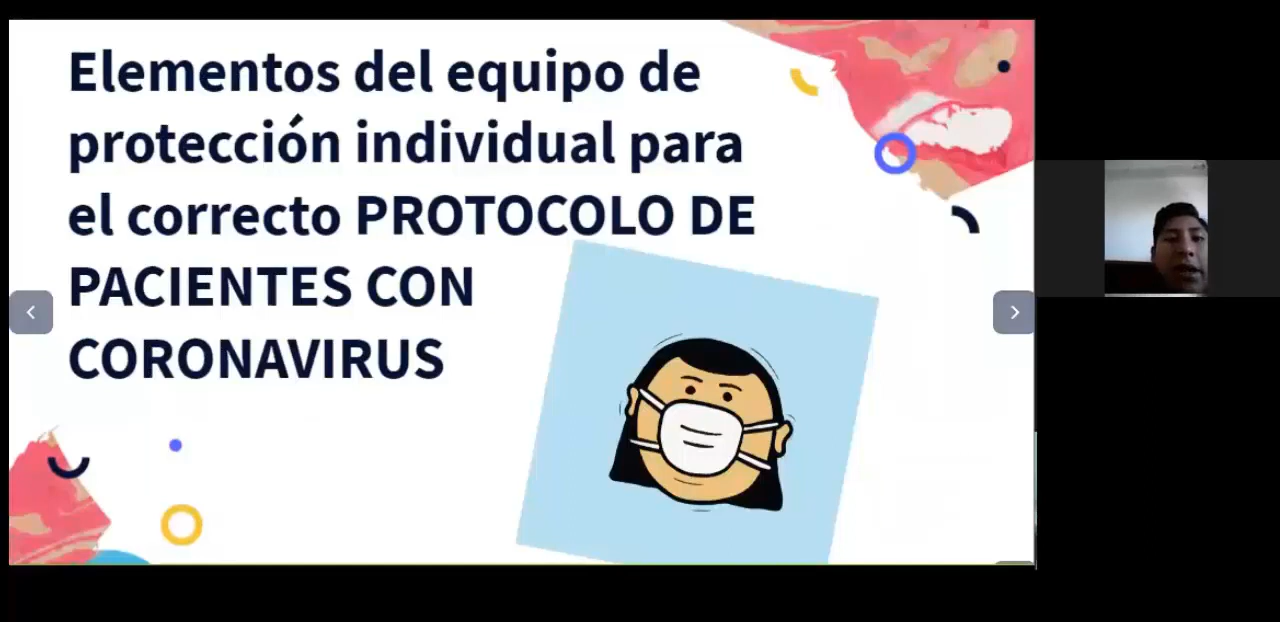 Elementos del equipo de
protección individual para
el correcto PROTOCOLO DE
PACIENTES CON
CORONAVIRUS